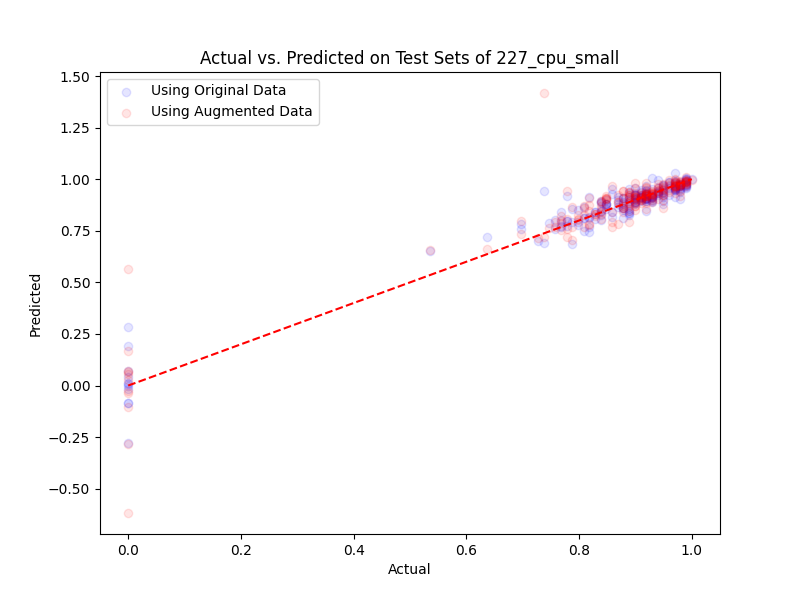 Actual vs. Predicted on Test Sets of 227_cpu_small
Using Original Data
Using Augmented Data
1.50
1.25
1.00
0.75
0.50
0.25
0.00
−0.25
−0.50
Predicted
0.0 0.2 0.4 0.6 0.8 1.0
Actual